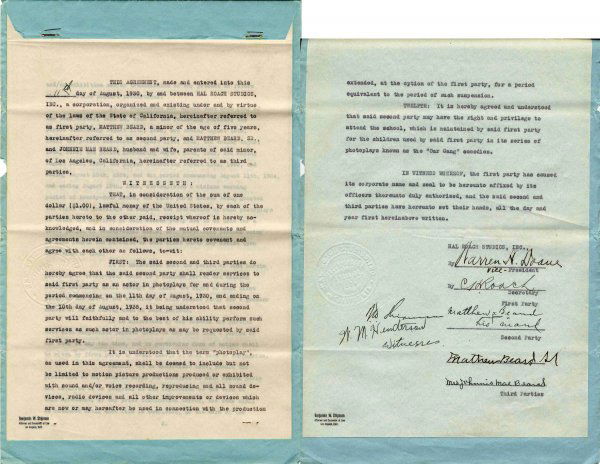 THIS AGREEMENT, made and entered into this
11th day of August, 1930, by and between HAL ROACH STUDIOS,
INC., a corporation, organized and existing under and by virtue
of the laws of the State of California, hereinafter referred to
as first party, MATTHEW BEARD, a minor of the age of five years,
hereinafter referred to as second party, and MATTHEW BEARD, SR.,
and JOHNNIE MAE BEARD, husband and wife, parents of said minor,
of Los Angeles, California, hereinafter referred to as third
parties.
WITNESSETH:
THAT, in consideration of the sum of one
dollar ($1.00), lawful money of the United States, by each of the
parties hereto to the other paid, receipt whereof is hereby ac-
knowledged, and in consideration of the mutual covenants and
agreements herein contained, the parties hereto covenant and
agree with each other as follows, to-wit:
FIRST: The said second and third parties do
hereby agree that the said second party shall render services to
said first party as an actor in photoplays for and during the
period commencing on the 11th day of August, 1930, and ending
on the 10th day of August, 1930, it being understood that second
party will faithfully and to the best of his ability perform such
services as such actor in photoplays as may be requested by said
first party.
It is understood that the term "photoplay",
as used in this agreement, shall be deemed to include but not
be limited to motion picture productions produced or exhibited
with sound and/or voice recording, reproducing and all sound de-
vices, radio devices and all other improvements or devices which
are now or may hereafter be used in connection with the production
Benjamin W. Shipman
extended, at the option of the first party, for a period
equivalent to the period of such suspension.
TWELFTH: It is hereby agreed and understood
that said second party may have the right and privilege to
attend the school, which is maintained by said first party
for the children used by said first party in its series of
photoplays known as the "Our Gang" comedies.
IN WITNESS WHEREOF, the first party has caused
its corporate name and seal to be hereunto affixed by its
officers thereunto duly authorized, and the said second and
third parties have hereunto set their hands, all the day and
year first hereinabove written.
HAL ROACH STUDIOS, INC.,
By Warren H. Doane
Vice-President
By C H Roach
Secretary
First Party
Matthew Beard
his mark
Second Party
W. M. Henderson
Witnesses
Matthew Beard Sr
Mrs Johnnie Mae Beard
Third Parties
Benjamin W. Shipman